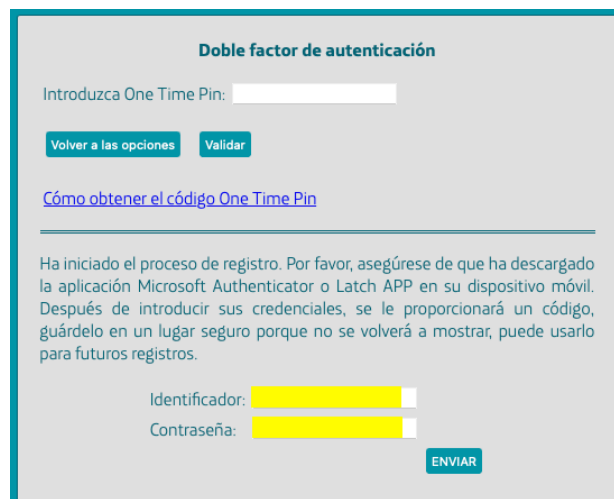 Doble factor de autenticación
Introduzca One Time Pin:
Volver a las opciones Validar
Cómo obtener el código One Time Pin
Ha iniciado el proceso de registro. Por favor, asegúrese de que ha descargado
la aplicación Microsoft Authenticator o Latch APP en su dispositivo móvil.
Después de introducir sus credenciales, se le proporcionará un código,
guárdelo en un lugar seguro porque no se volverá a mostrar, puede usarlo
para futuros registros.
Identificador:
Contraseña:
ENVIAR